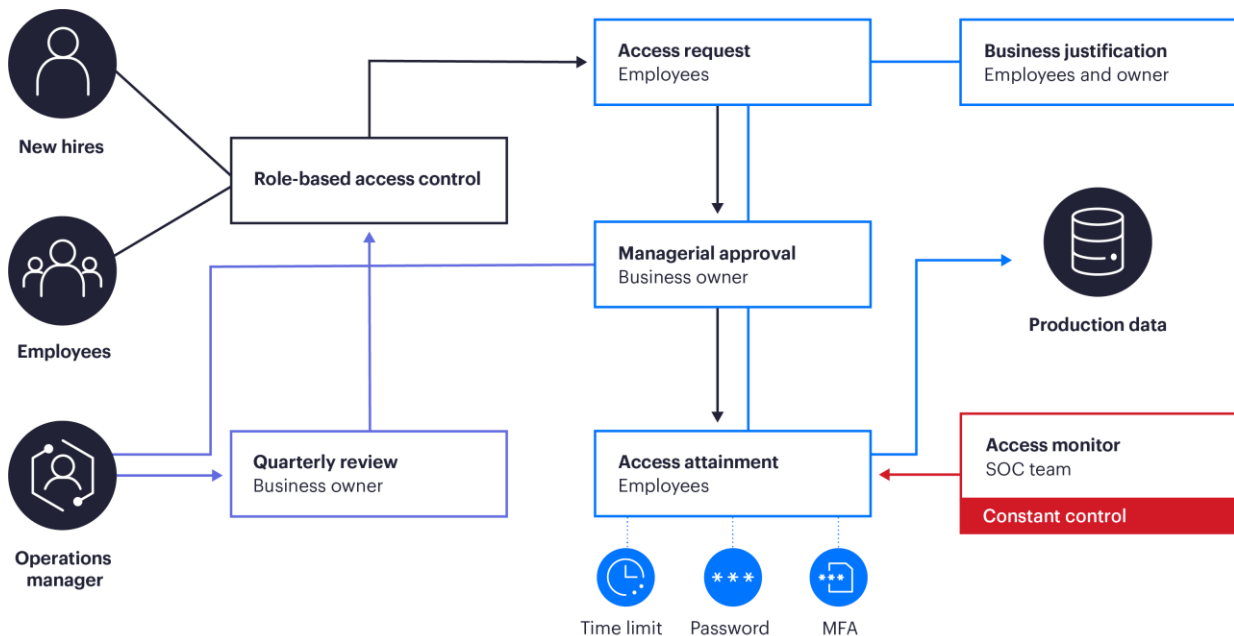 New hires
Employees
Operations
manager
Role-based access control
Quarterly review
Business owner
Access request
Employees
Managerial approval
Business owner
Access attainment
Employees
Time limit
***
Password
***
MFA
Business justification
Employees and owner
Production data
Access monitor
SOC team
Constant control